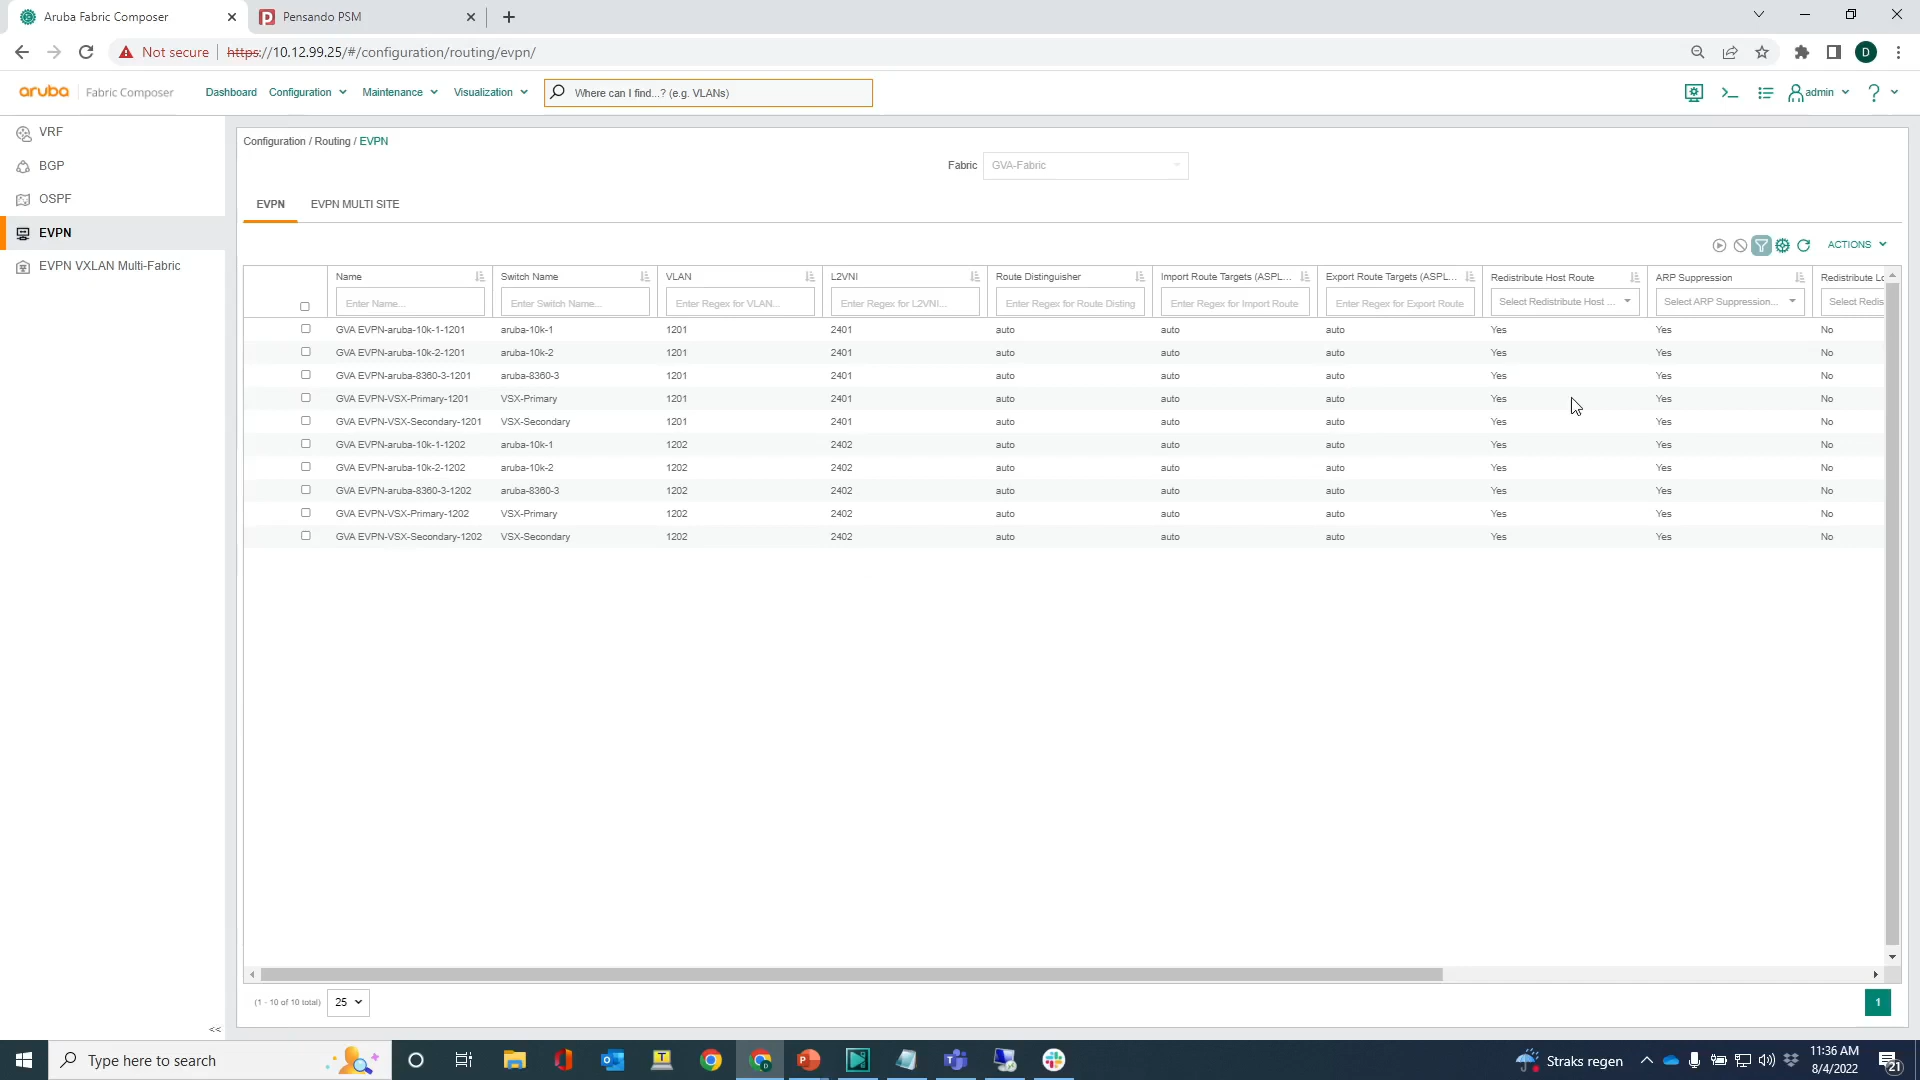 Aruba Fabric Composer
Pensando PSM
Not secure
https://10.12.99.25/#/configuration/routing/evpn/
D
aruba
Fabric Composer
Dashboard
Configuration
Maintenance
Visualization
Where can I find...? (e.g. VLANs)
admin
?
VRF
BGP
OSPF
EVPN
EVPN VXLAN Multi-Fabric
<<
Configuration / Routing / EVPN
Fabric
GVA-Fabric
EVPN
EVPN MULTI SITE
ACTIONS
Name Switch Name VLAN L2VNI Route Distinguisher Import Route Targets (ASPL... Export Route Targets (ASPL... Redistribute Host Route ARP Suppression Redistribute Lo
Enter Name... Enter Switch Name... Enter Regex for VLAN... Enter Regex for L2VNI... Enter Regex for Route Disting Enter Regex for Import Route Enter Regex for Export Route Select Redistribute Host ... Select ARP Suppression... Select Redis
GVA EVPN-aruba-10k-1-1201 aruba-10k-1 1201 2401 auto auto auto Yes Yes No
GVA EVPN-aruba-10k-2-1201 aruba-10k-2 1201 2401 auto auto auto Yes Yes No
GVA EVPN-aruba-8360-3-1201 aruba-8360-3 1201 2401 auto auto auto Yes Yes No
GVA EVPN-VSX-Primary-1201 VSX-Primary 1201 2401 auto auto auto Yes Yes No
GVA EVPN-VSX-Secondary-1201 VSX-Secondary 1201 2401 auto auto auto Yes Yes No
GVA EVPN-aruba-10k-1-1202 aruba-10k-1 1202 2402 auto auto auto Yes Yes No
GVA EVPN-aruba-10k-2-1202 aruba-10k-2 1202 2402 auto auto auto Yes Yes No
GVA EVPN-aruba-8360-3-1202 aruba-8360-3 1202 2402 auto auto auto Yes Yes No
GVA EVPN-VSX-Primary-1202 VSX-Primary 1202 2402 auto auto auto Yes Yes No
GVA EVPN-VSX-Secondary-1202 VSX-Secondary 1202 2402 auto auto auto Yes Yes No
(1 - 10 of 10 total)
25
1
Type here to search
Straks regen
11:36 AM
8/4/2022
21